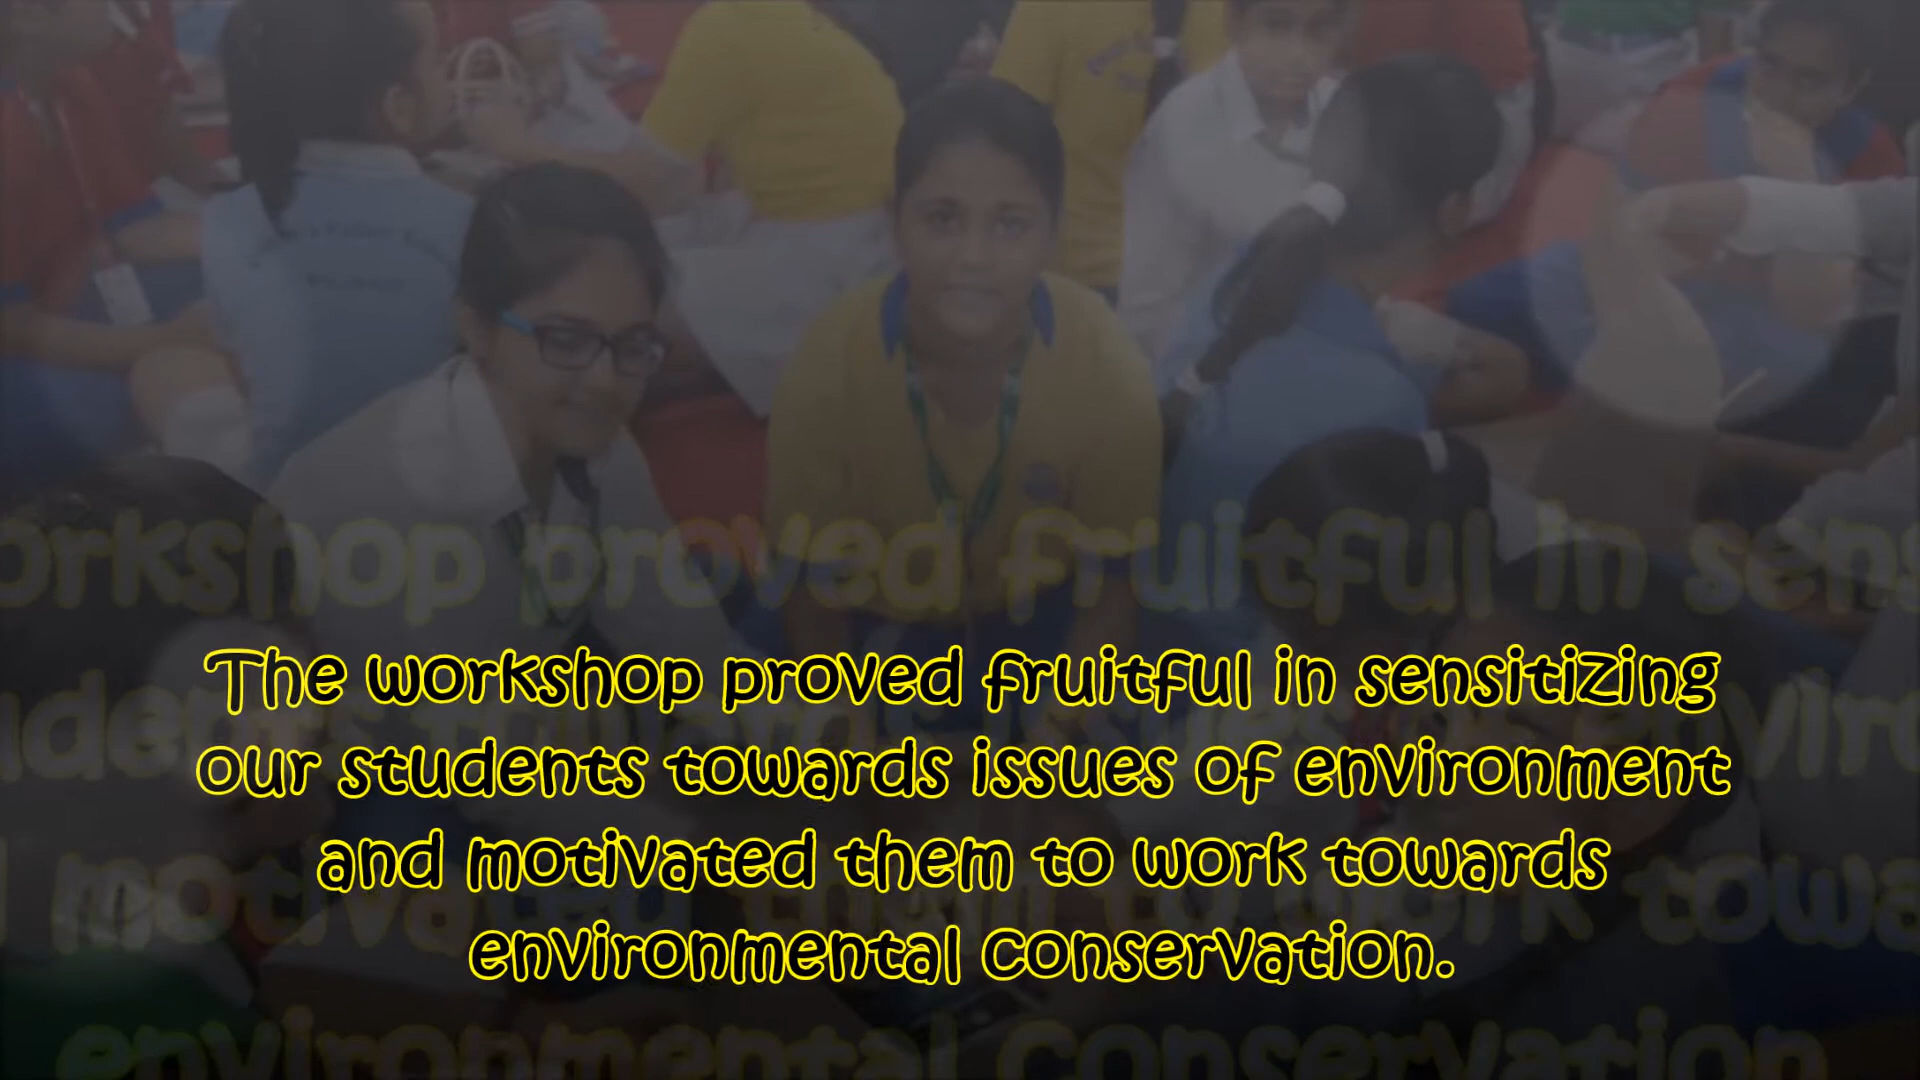 The workshop proved fruitful in sensitizing
our students towards issues of environment
and motivated them to work towards
environmental conservation.